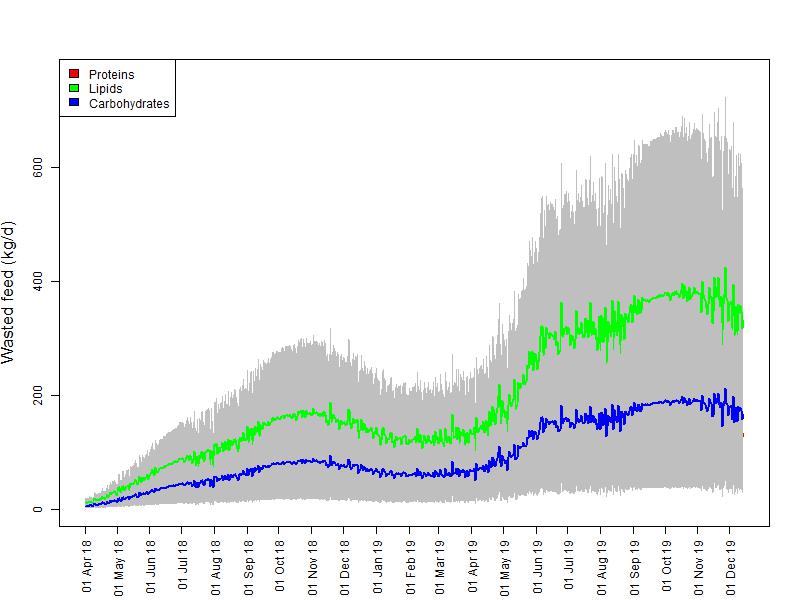 Proteins
Lipids
Carbohydrates
Wasted feed (kg/d)
600
400
200
0
01 Apr 18
01 May 18
01 Jun 18
01 Jul 18
01 Aug 18
01 Sep 18
01 Oct 18
01 Nov 18
01 Dec 18
01 Jan 19
01 Feb 19
01 Mar 19
01 Apr 19
01 May 19
01 Jun 19
01 Jul 19
01 Aug 19
01 Sep 19
01 Oct 19
01 Nov 19
01 Dec 19